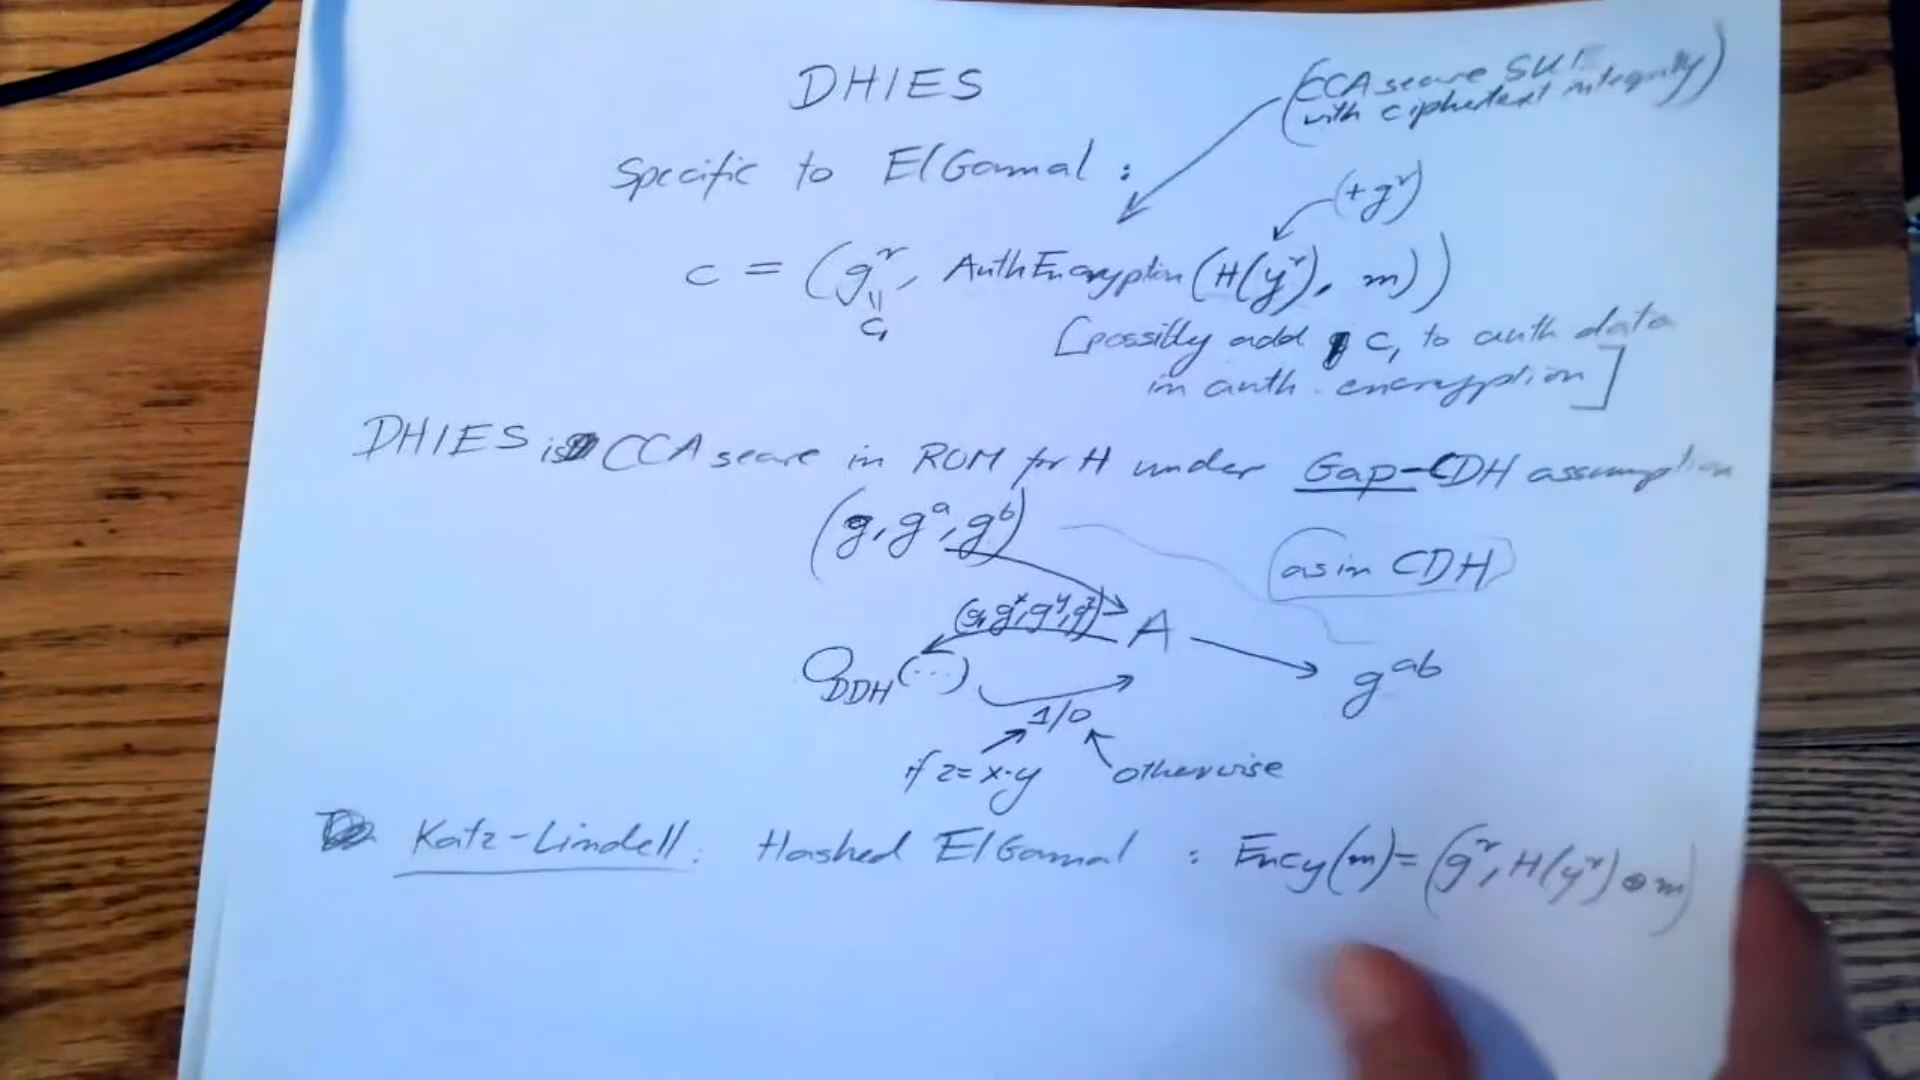 DHIES
(CCA secure SKE
with ciphertext integrity)
Specific to ElGamal :
(+g^r)
c = (g^r, AuthEncryption(H(y^r), m))
=
c₁
[possibly add c₁ to auth data
in auth. encryption]
DHIES is CCA secure in ROM for H under Gap-CDH assumption
(g, g^a, g^b)
as in CDH
(g, g^x, g^y, g^z)
A
O_DDH(...)
g^ab
1/0
if z = x·y
otherwise
Katz-Lindell: Hashed ElGamal : Ency(m) = (g^r, H(y^r) ⊕ m)